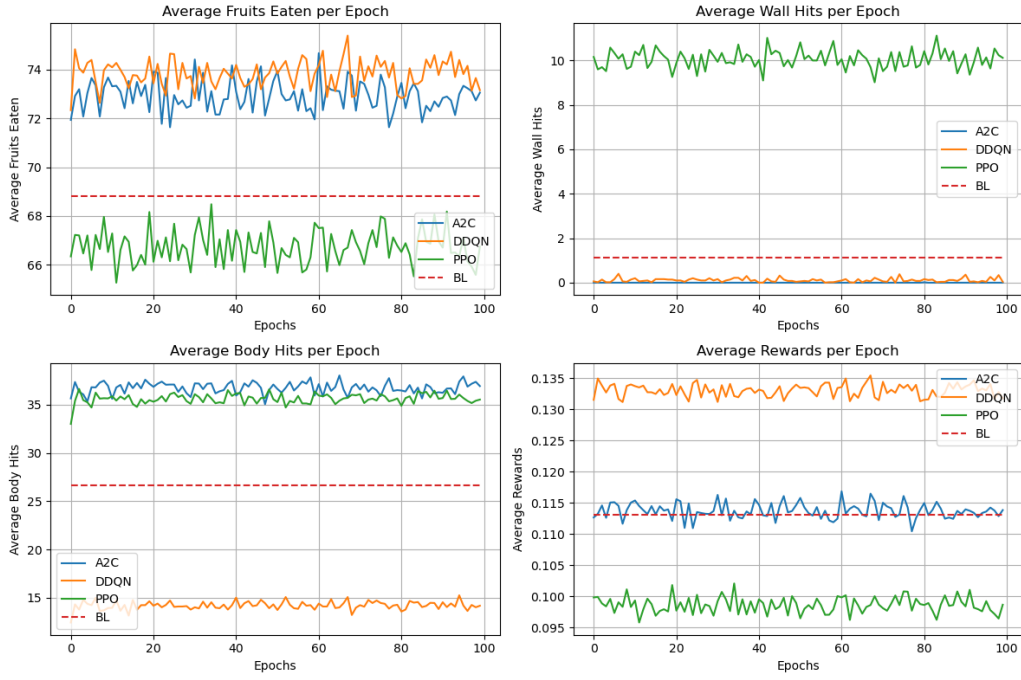 Average Fruits Eaten per Epoch
Average Fruits Eaten
74
72
70
68
66
A2C
DDQN
PPO
BL
0
20
40
60
80
100
Epochs
Average Wall Hits per Epoch
Average Wall Hits
10
8
6
4
2
0
A2C
DDQN
PPO
BL
0
20
40
60
80
100
Epochs
Average Body Hits per Epoch
Average Body Hits
35
30
25
20
15
A2C
DDQN
PPO
BL
0
20
40
60
80
100
Epochs
Average Rewards per Epoch
Average Rewards
0.135
0.130
0.125
0.120
0.115
0.110
0.105
0.100
0.095
A2C
DDQN
PPO
BL
0
20
40
60
80
100
Epochs